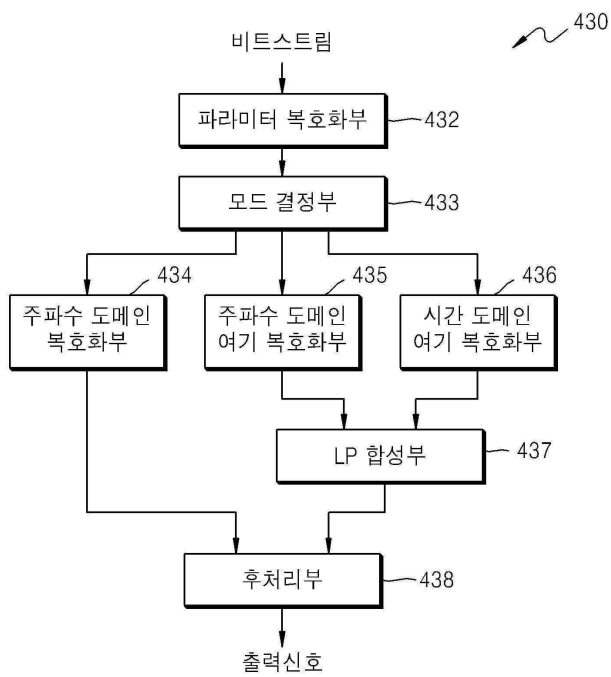 430
비트스트림
파라미터 복호화부
432
모드 결정부
433
434
435
436
주파수 도메인
복호화부
주파수 도메인
여기 복호화부
시간 도메인
여기 복호화부
LP 합성부
437
후처리부
438
출력신호